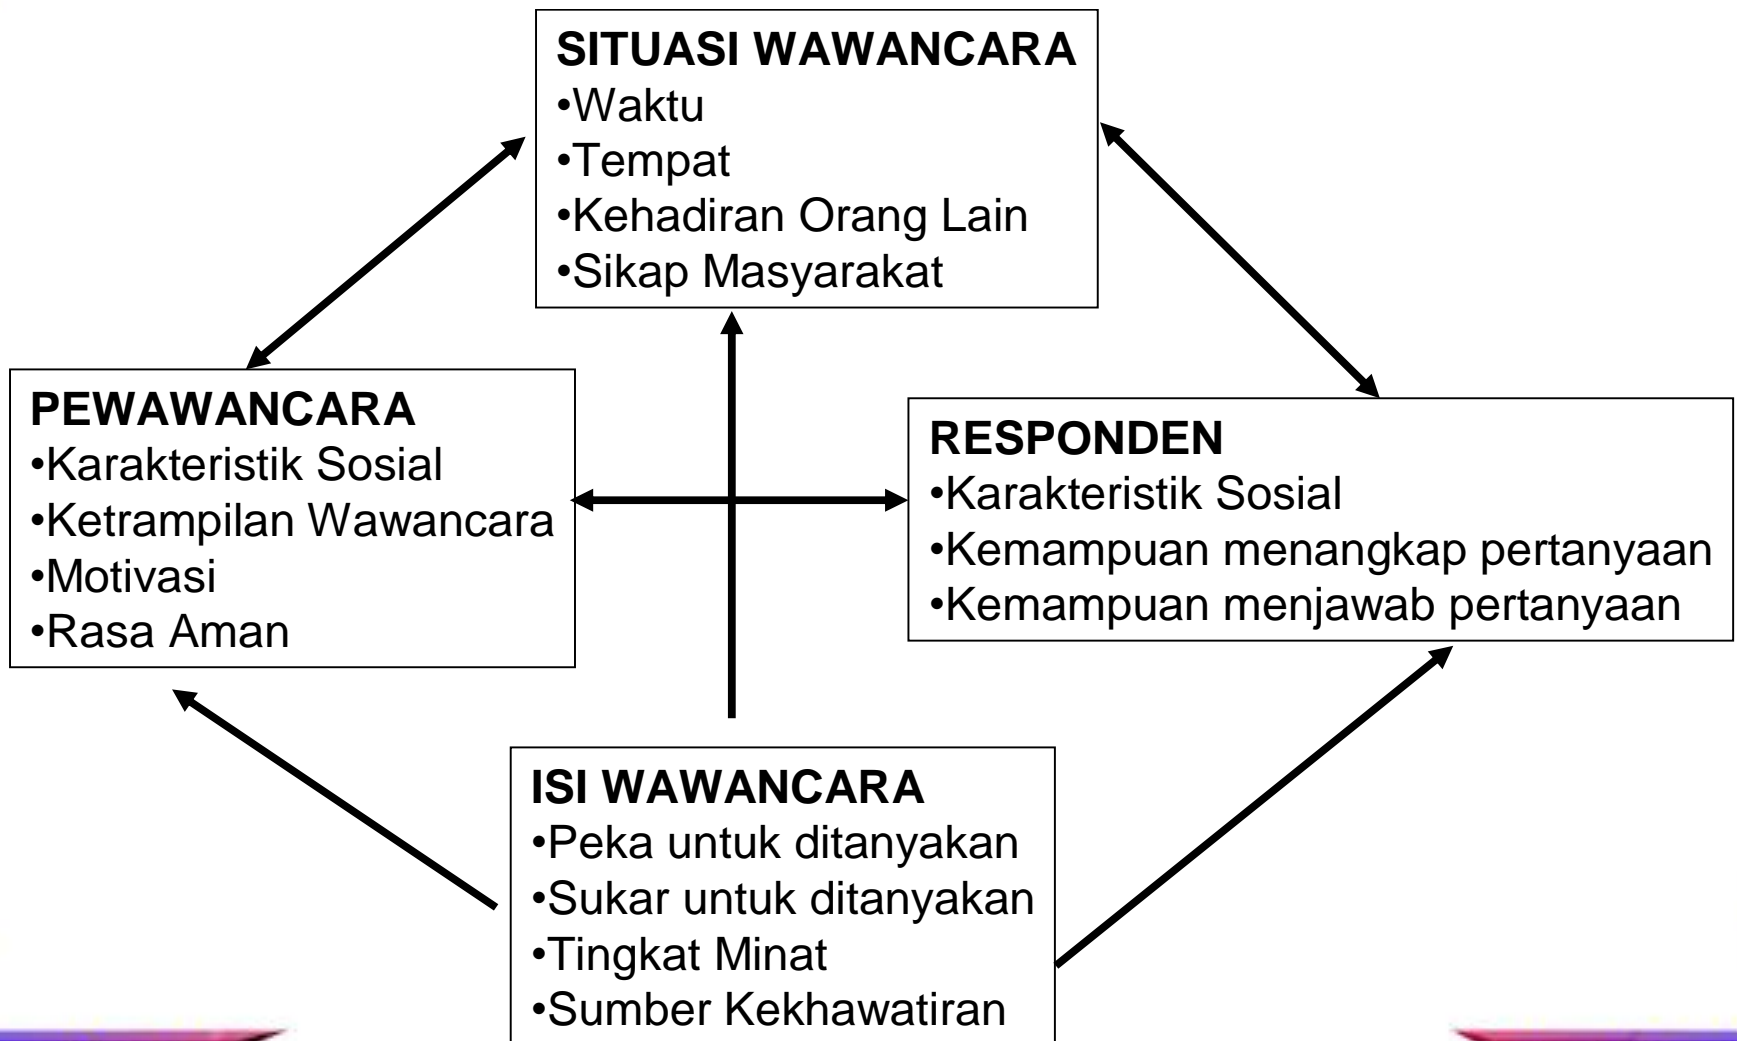 SITUASI WAWANCARA
•Waktu
•Tempat
•Kehadiran Orang Lain
•Sikap Masyarakat
PEWAWANCARA
•Karakteristik Sosial
•Ketrampilan Wawancara
•Motivasi
•Rasa Aman
RESPONDEN
•Karakteristik Sosial
•Kemampuan menangkap pertanyaan
•Kemampuan menjawab pertanyaan
ISI WAWANCARA
•Peka untuk ditanyakan
•Sukar untuk ditanyakan
•Tingkat Minat
•Sumber Kekhawatiran